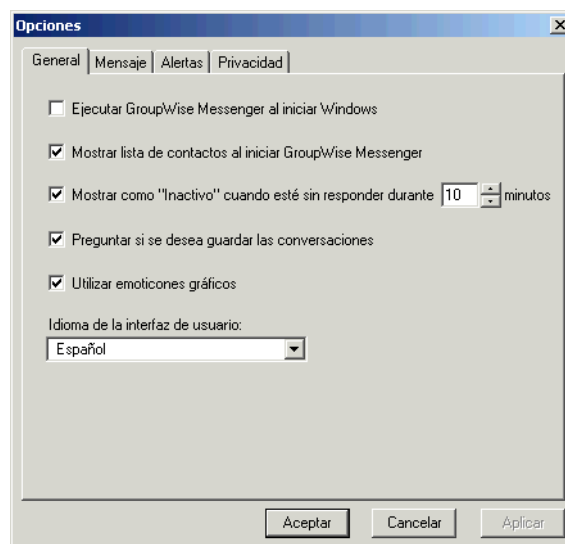 Opciones
General Mensaje Alertas Privacidad
Ejecutar GroupWise Messenger al iniciar Windows
Mostrar lista de contactos al iniciar GroupWise Messenger
Mostrar como "Inactivo" cuando esté sin responder durante 10 minutos
Preguntar si se desea guardar las conversaciones
Utilizar emoticones gráficos
Idioma de la interfaz de usuario:
Español
Aceptar Cancelar Aplicar